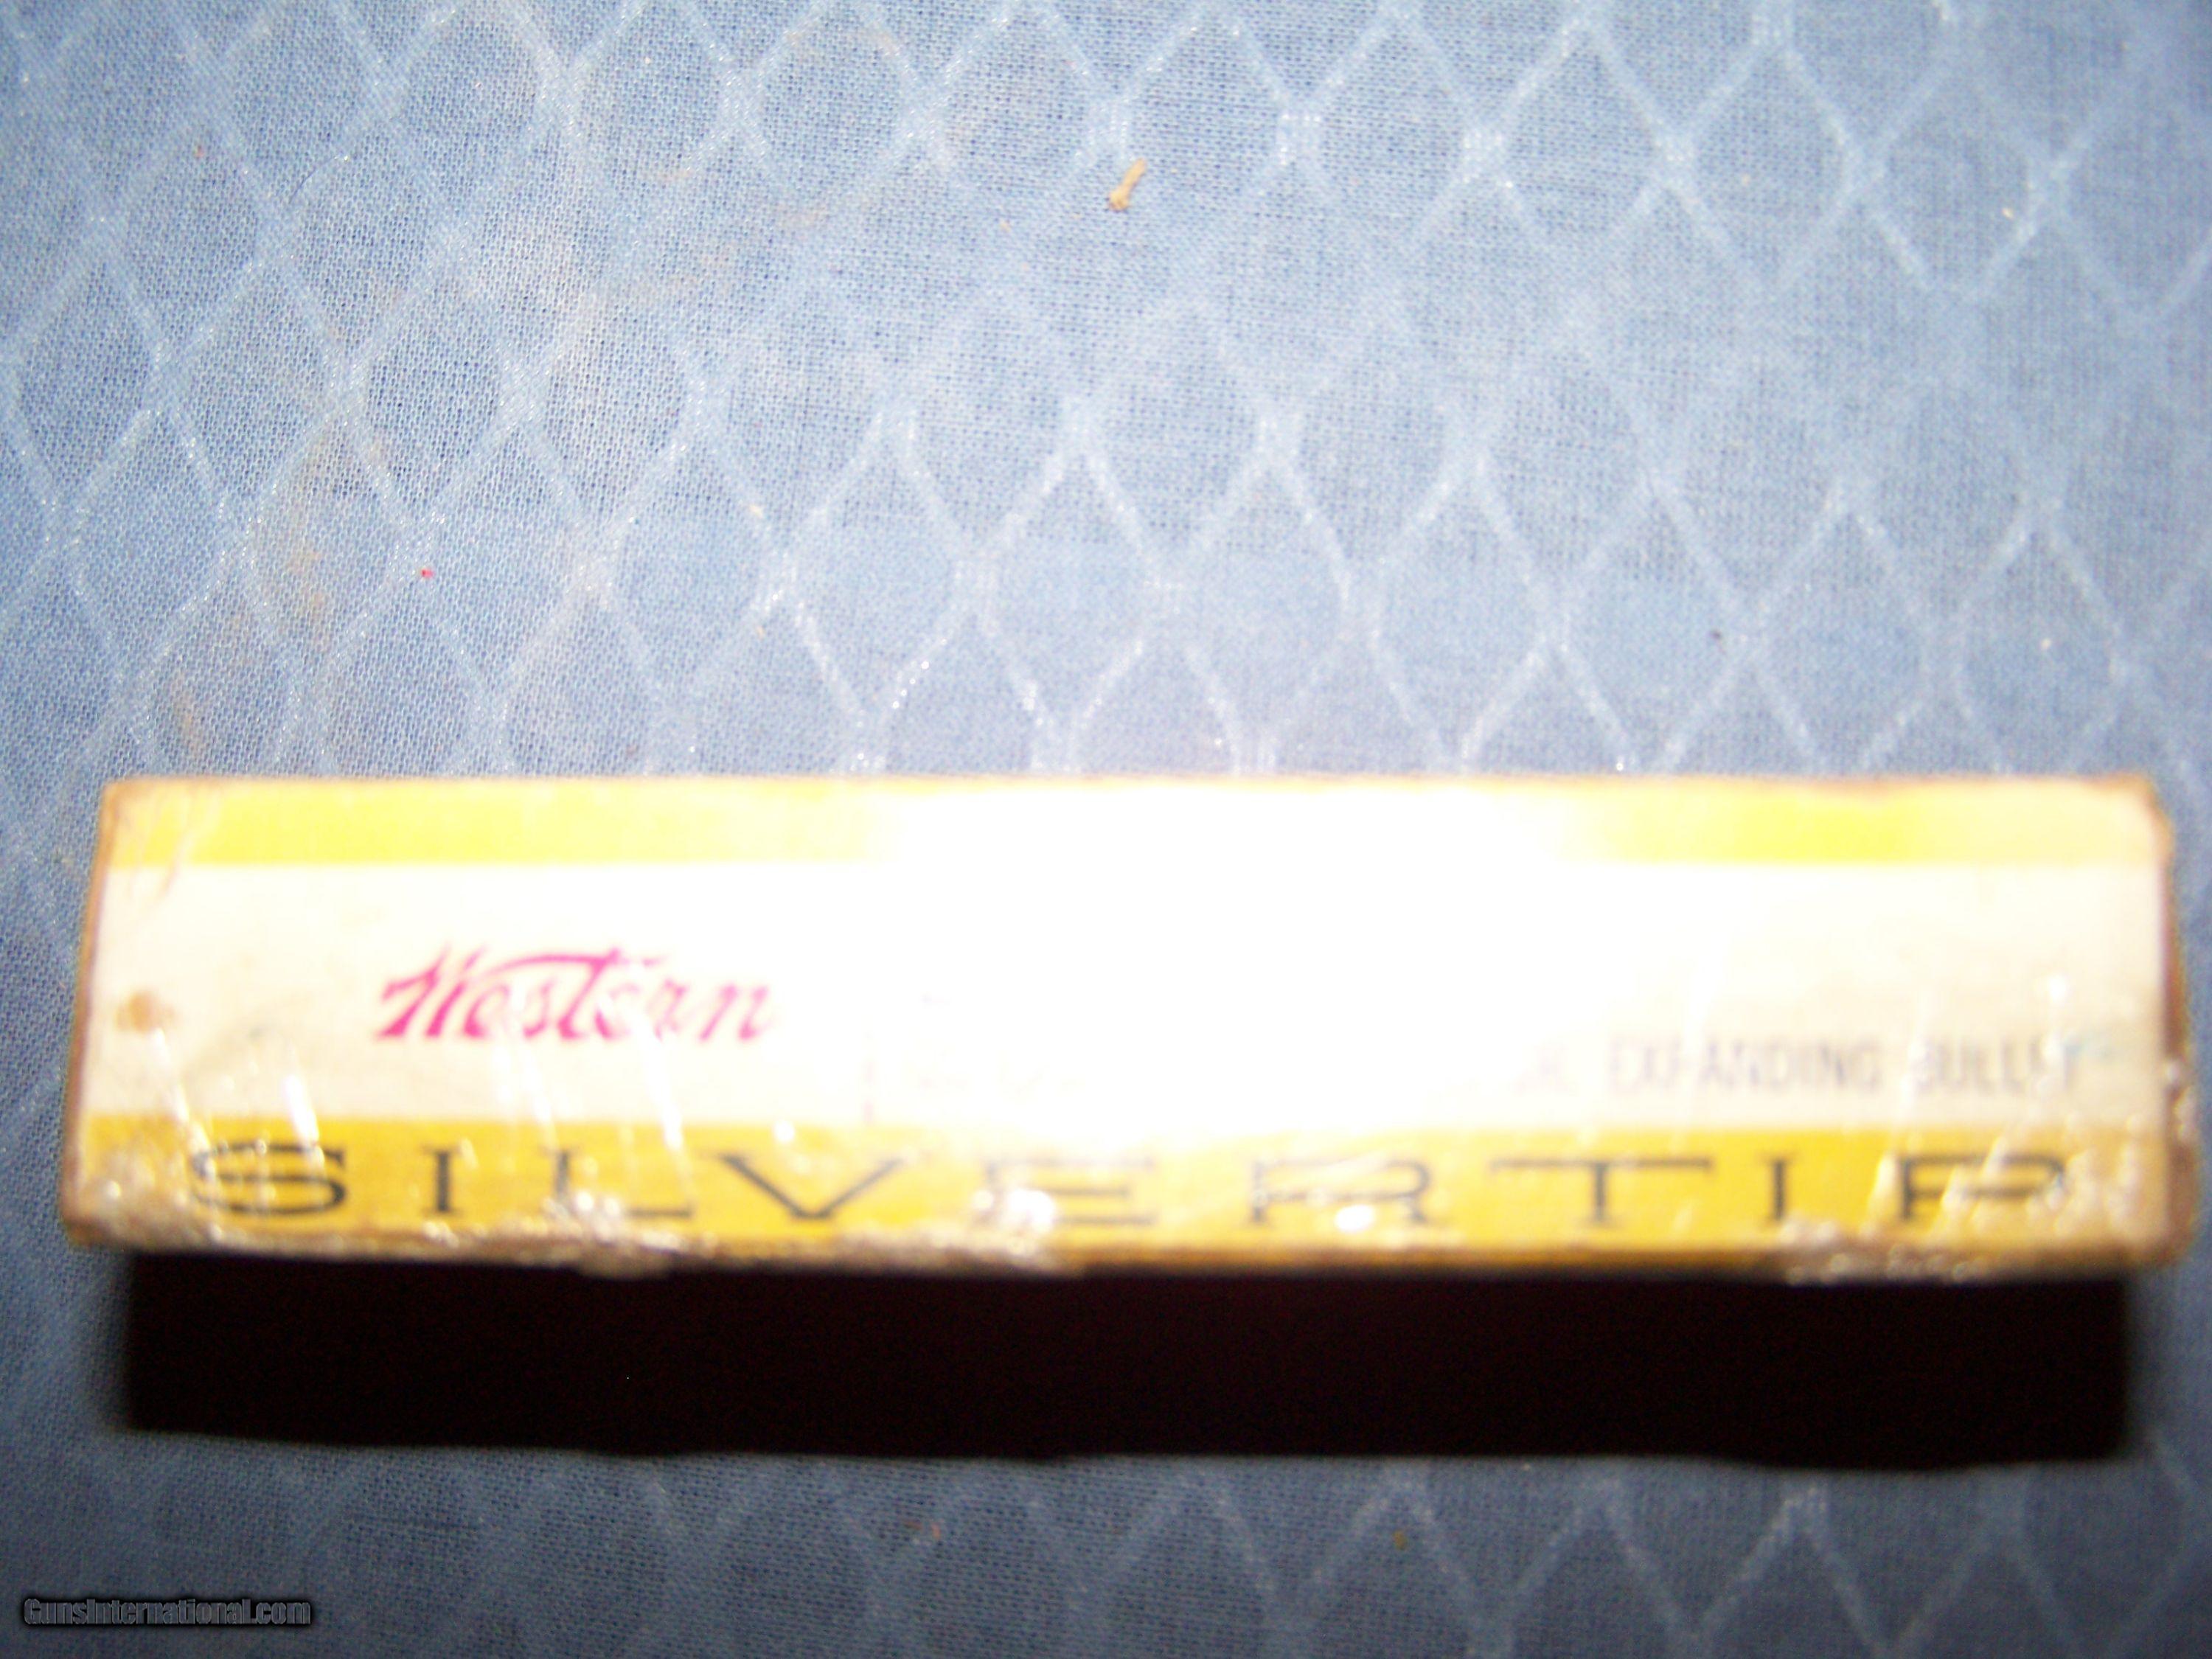 Western
EXPANDING BULLET
SILVERTIP
GunsInternational.com